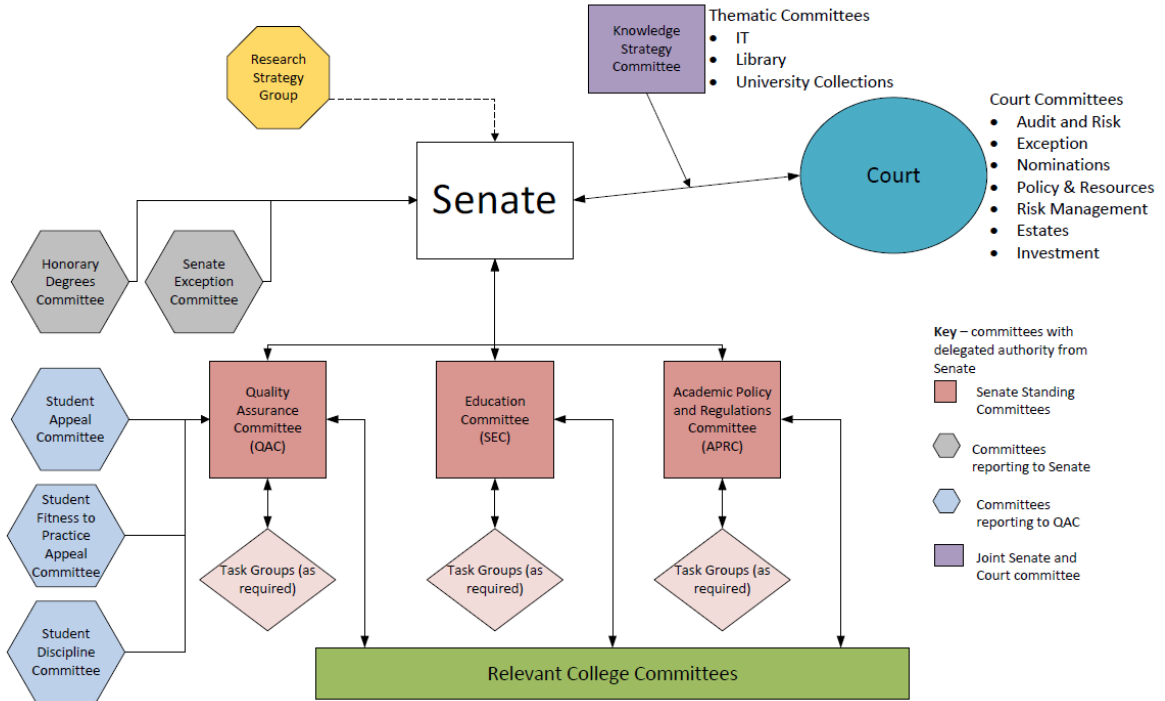 Research
Strategy
Group
Knowledge
Strategy
Committee
Thematic Committees
• IT
• Library
• University Collections
Senate
Court
Court Committees
• Audit and Risk
• Exception
• Nominations
• Policy & Resources
• Risk Management
• Estates
• Investment
Honorary
Degrees
Committee
Senate
Exception
Committee
Student
Appeal
Committee
Student
Fitness to
Practice
Appeal
Committee
Student
Discipline
Committee
Quality
Assurance
Committee
(QAC)
Education
Committee
(SEC)
Academic Policy
and Regulations
Committee
(APRC)
Task Groups (as
required)
Task Groups (as
required)
Task Groups (as
required)
Relevant College Committees
Key – committees with
delegated authority from
Senate
Senate Standing
Committees
Committees
reporting to Senate
Committees
reporting to QAC
Joint Senate and
Court committee